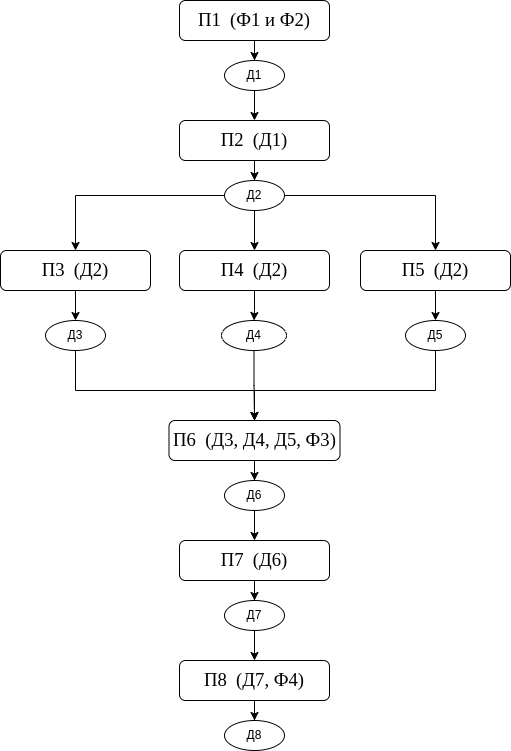 П1 (Ф1 и Ф2)
Д1
П2 (Д1)
Д2
П3 (Д2)
П4 (Д2)
П5 (Д2)
Д3
Д4
Д5
П6 (Д3, Д4, Д5, Ф3)
Д6
П7 (Д6)
Д7
П8 (Д7, Ф4)
Д8